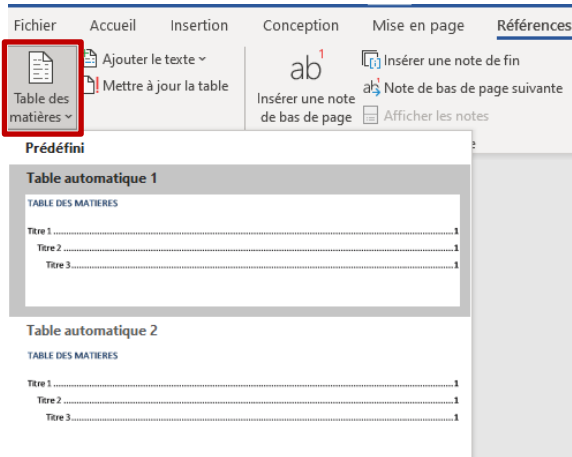 Fichier Accueil Insertion Conception Mise en page Références
Table des matières
Ajouter le texte
Mettre à jour la table
ab1
Insérer une note de bas de page
Insérer une note de fin
Note de bas de page suivante
Afficher les notes
Prédéfini
Table automatique 1
TABLE DES MATIERES
Titre 1 1
Titre 2 1
Titre 3 1
Table automatique 2
TABLE DES MATIERES
Titre 1 1
Titre 2 1
Titre 3 1